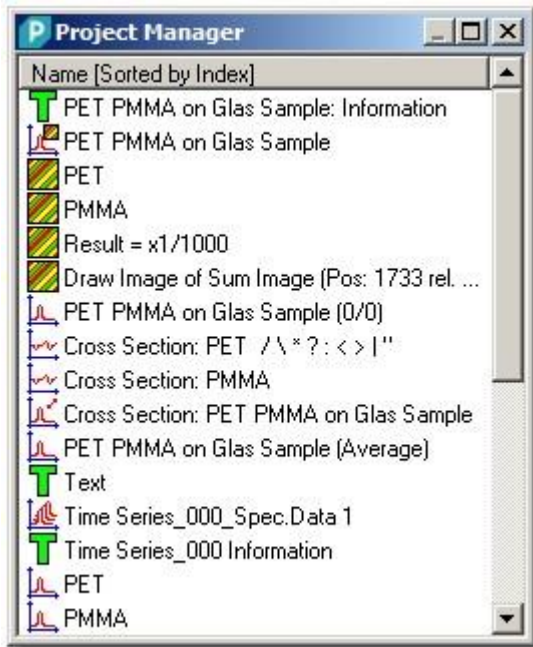 Project Manager
Name [Sorted by Index]
PET PMMA on Glas Sample: Information
PET PMMA on Glas Sample
PET
PMMA
Result = x1/1000
Draw Image of Sum Image (Pos: 1733 rel. ...
PET PMMA on Glas Sample (0/0)
Cross Section: PET  / \ * ? : < > | "
Cross Section: PMMA
Cross Section: PET PMMA on Glas Sample
PET PMMA on Glas Sample (Average)
Text
Time Series_000_Spec.Data 1
Time Series_000 Information
PET
PMMA